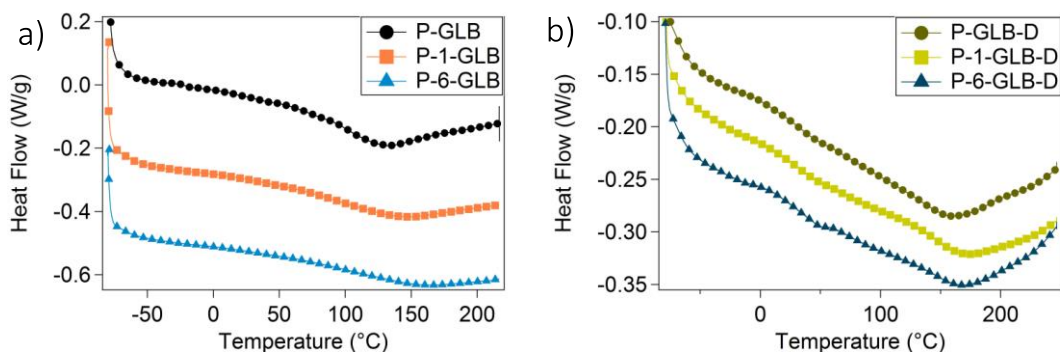 a)
0.2
0.0
-0.2
-0.4
-0.6
Heat Flow (W/g)
P-GLB
P-1-GLB
P-6-GLB
-50
0
50
100
150
200
Temperature (°C)
b)
-0.10
-0.15
-0.20
-0.25
-0.30
-0.35
Heat Flow (W/g)
P-GLB-D
P-1-GLB-D
P-6-GLB-D
0
100
200
Temperature (°C)